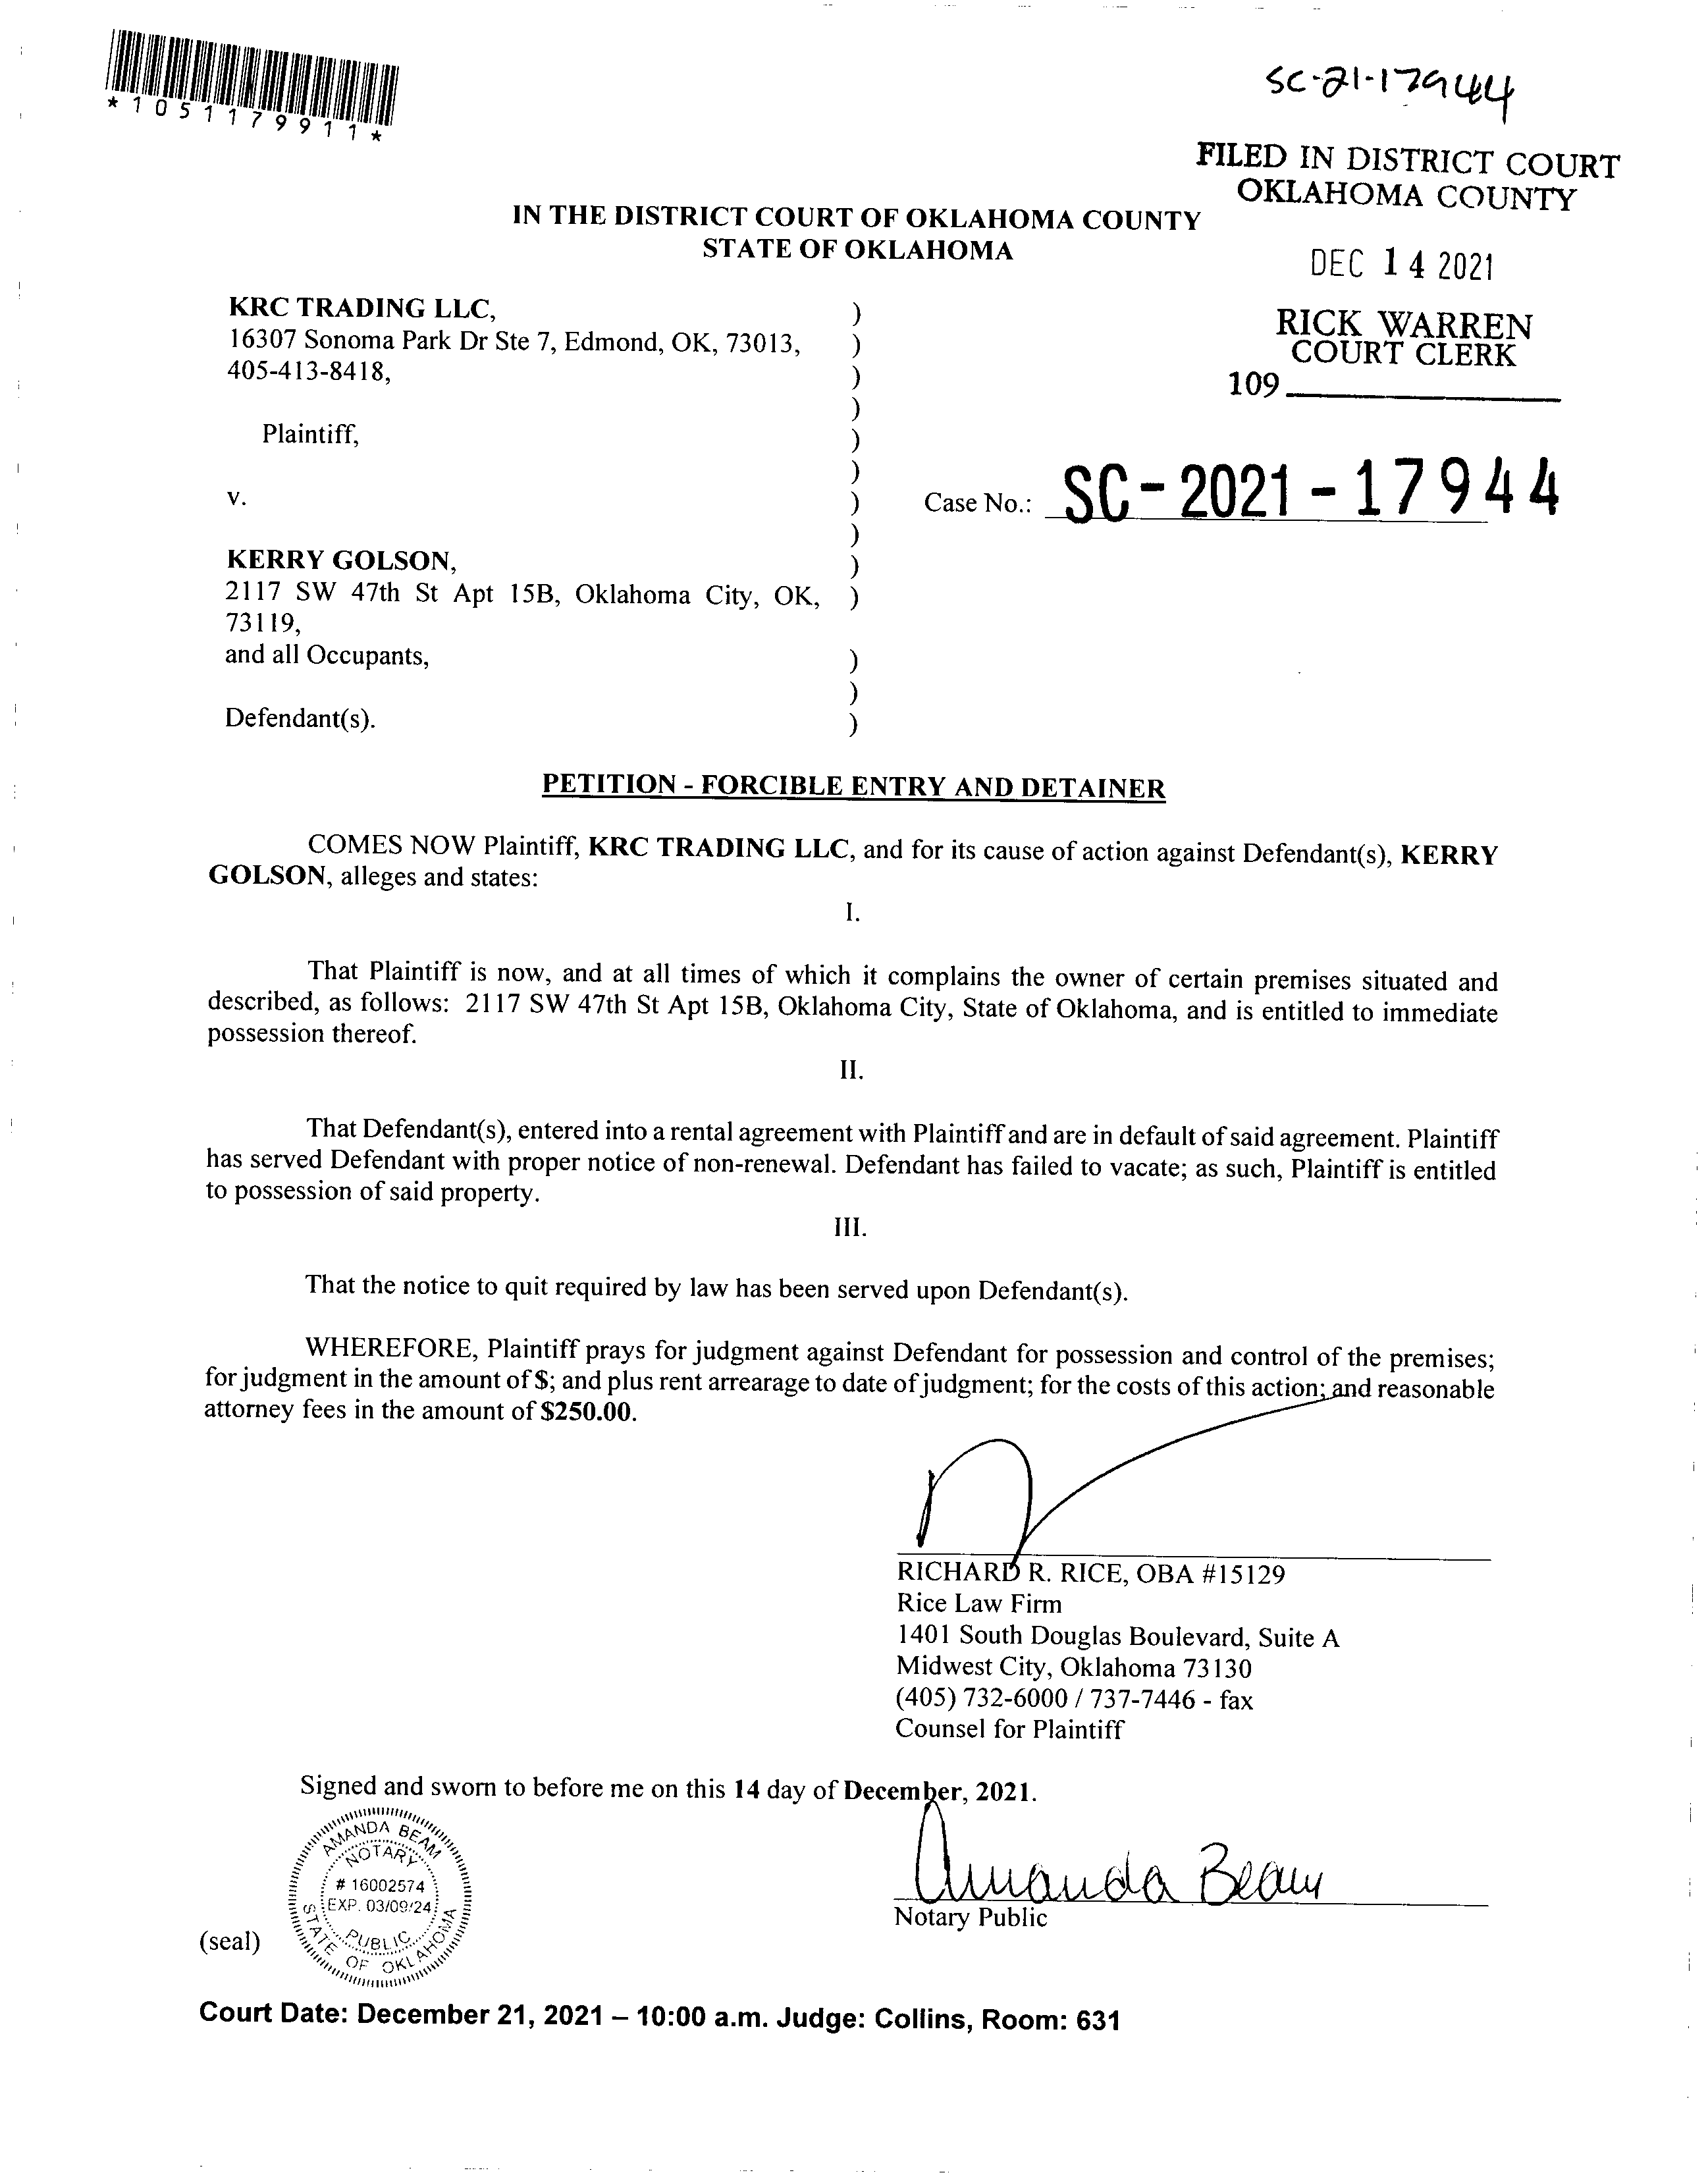 *1051179911*
SC-21-17944
FILED IN DISTRICT COURT
OKLAHOMA COUNTY
IN THE DISTRICT COURT OF OKLAHOMA COUNTY
STATE OF OKLAHOMA
DEC 14 2021
RICK WARREN
COURT CLERK
109
KRC TRADING LLC, )
16307 Sonoma Park Dr Ste 7, Edmond, OK, 73013, )
405-413-8418, )
)
Plaintiff, )
)
v. )
Case No.: SC-2021-17944
)
KERRY GOLSON, )
2117 SW 47th St Apt 15B, Oklahoma City, OK, )
73119,
and all Occupants, )
)
Defendant(s). )
PETITION - FORCIBLE ENTRY AND DETAINER
COMES NOW Plaintiff, KRC TRADING LLC, and for its cause of action against Defendant(s), KERRY
GOLSON, alleges and states:
I.
That Plaintiff is now, and at all times of which it complains the owner of certain premises situated and
described, as follows: 2117 SW 47th St Apt 15B, Oklahoma City, State of Oklahoma, and is entitled to immediate
possession thereof.
II.
That Defendant(s), entered into a rental agreement with Plaintiff and are in default of said agreement. Plaintiff
has served Defendant with proper notice of non-renewal. Defendant has failed to vacate; as such, Plaintiff is entitled
to possession of said property.
III.
That the notice to quit required by law has been served upon Defendant(s).
WHEREFORE, Plaintiff prays for judgment against Defendant for possession and control of the premises;
for judgment in the amount of $; and plus rent arrearage to date of judgment; for the costs of this action; and reasonable
attorney fees in the amount of $250.00.
RICHARD R. RICE, OBA #15129
Rice Law Firm
1401 South Douglas Boulevard, Suite A
Midwest City, Oklahoma 73130
(405) 732-6000 / 737-7446 - fax
Counsel for Plaintiff
Signed and sworn to before me on this 14 day of December, 2021.
AMANDA BEAM
NOTARY
# 16002574
EXP. 03/09/24
PUBLIC
STATE OF OKLAHOMA
Amanda Beam
Notary Public
(seal)
Court Date: December 21, 2021 – 10:00 a.m. Judge: Collins, Room: 631